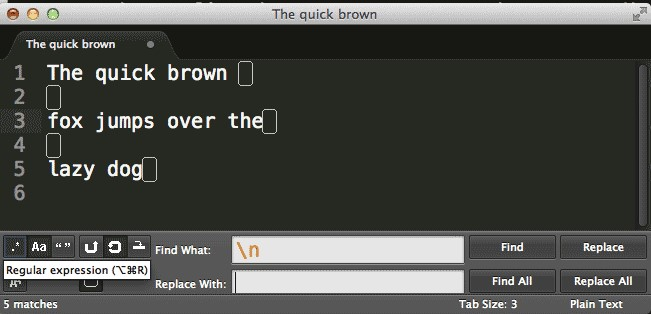 The quick brown
The quick brown
1 The quick brown
2
3 fox jumps over the
4
5 lazy dog
6
.* Aa “” Find What: \n Find Replace
Regular expression (⌥⌘R)
Replace With: Find All Replace All
5 matches Tab Size: 3 Plain Text